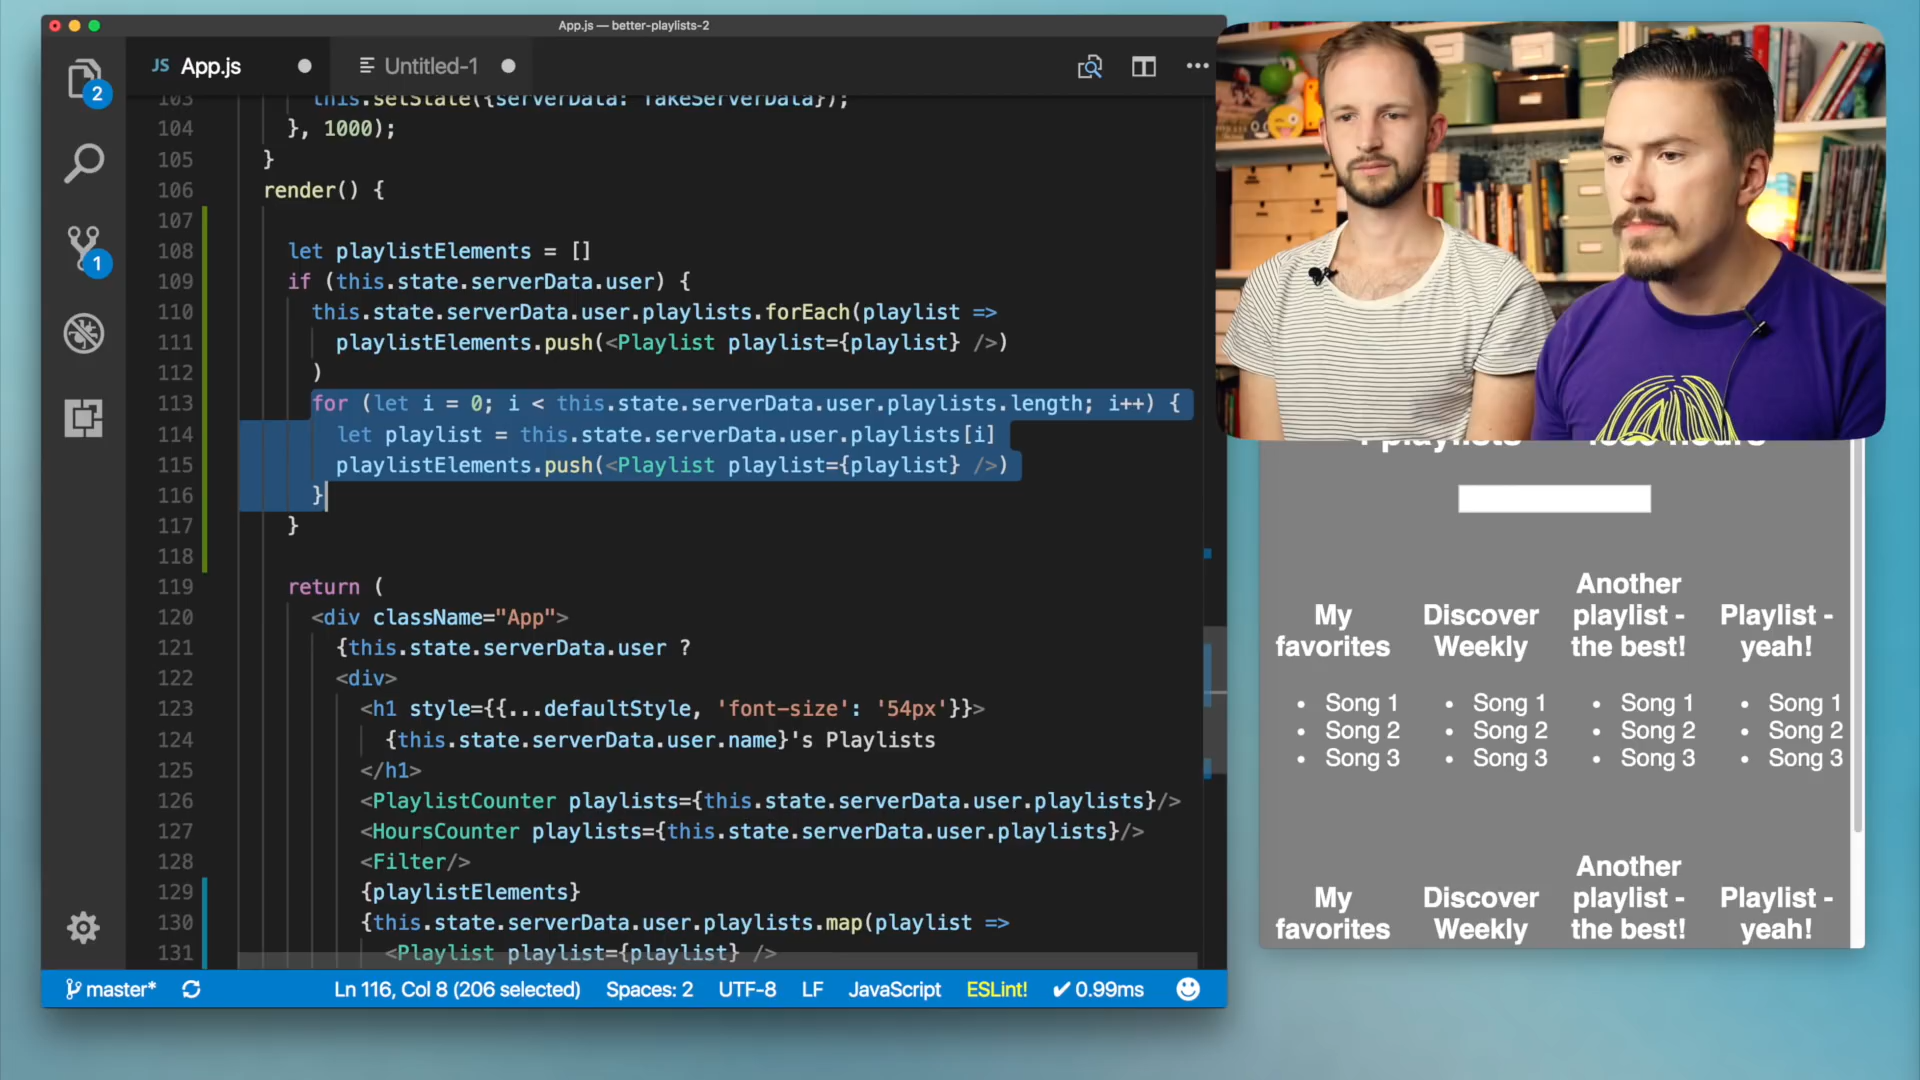 App.js — better-playlists-2
JS App.js
Untitled-1
2
1
103 this.setState({serverData: fakeServerData});
104 }, 1000);
105 }
106 render() {
107
108 let playlistElements = []
109 if (this.state.serverData.user) {
110 this.state.serverData.user.playlists.forEach(playlist =>
111 playlistElements.push(<Playlist playlist={playlist} />)
112 )
113 for (let i = 0; i < this.state.serverData.user.playlists.length; i++) {
114 let playlist = this.state.serverData.user.playlists[i]
115 playlistElements.push(<Playlist playlist={playlist} />)
116 }
117 }
118
119 return (
120 <div className="App">
121 {this.state.serverData.user ?
122 <div>
123 <h1 style={{...defaultStyle, 'font-size': '54px'}}>
124 {this.state.serverData.user.name}'s Playlists
125 </h1>
126 <PlaylistCounter playlists={this.state.serverData.user.playlists}/>
127 <HoursCounter playlists={this.state.serverData.user.playlists}/>
128 <Filter/>
129 {playlistElements}
130 {this.state.serverData.user.playlists.map(playlist =>
131 <Playlist playlist={playlist} />
master*
Ln 116, Col 8 (206 selected)
Spaces: 2
UTF-8
LF
JavaScript
ESLint!
✔ 0.99ms
playlists
hours
My favorites
Song 1
Song 2
Song 3
Discover Weekly
Song 1
Song 2
Song 3
Another playlist - the best!
Song 1
Song 2
Song 3
Playlist - yeah!
Song 1
Song 2
Song 3
My favorites
Discover Weekly
Another playlist - the best!
Playlist - yeah!